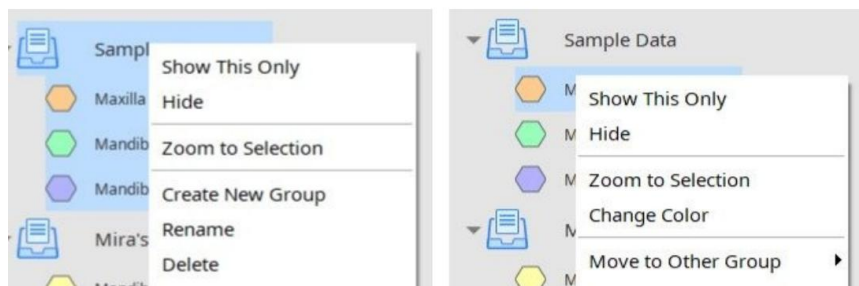 Sampl
Show This Only
Maxilla
Hide
Mandib
Zoom to Selection
Mandib
Create New Group
Mira's
Rename
Delete
Sample Data
M
Show This Only
M
Hide
M
Zoom to Selection
Change Color
M
Move to Other Group
M